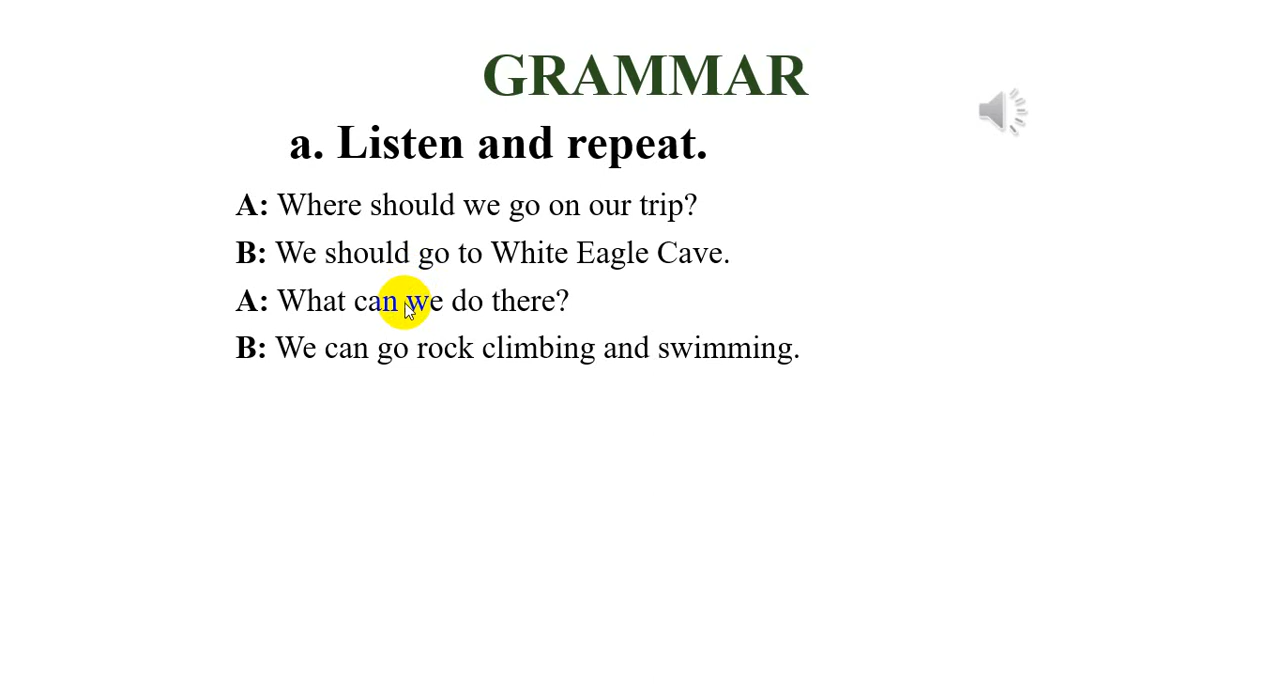 GRAMMAR
a. Listen and repeat.
A: Where should we go on our trip?
B: We should go to White Eagle Cave.
A: What can we do there?
B: We can go rock climbing and swimming.